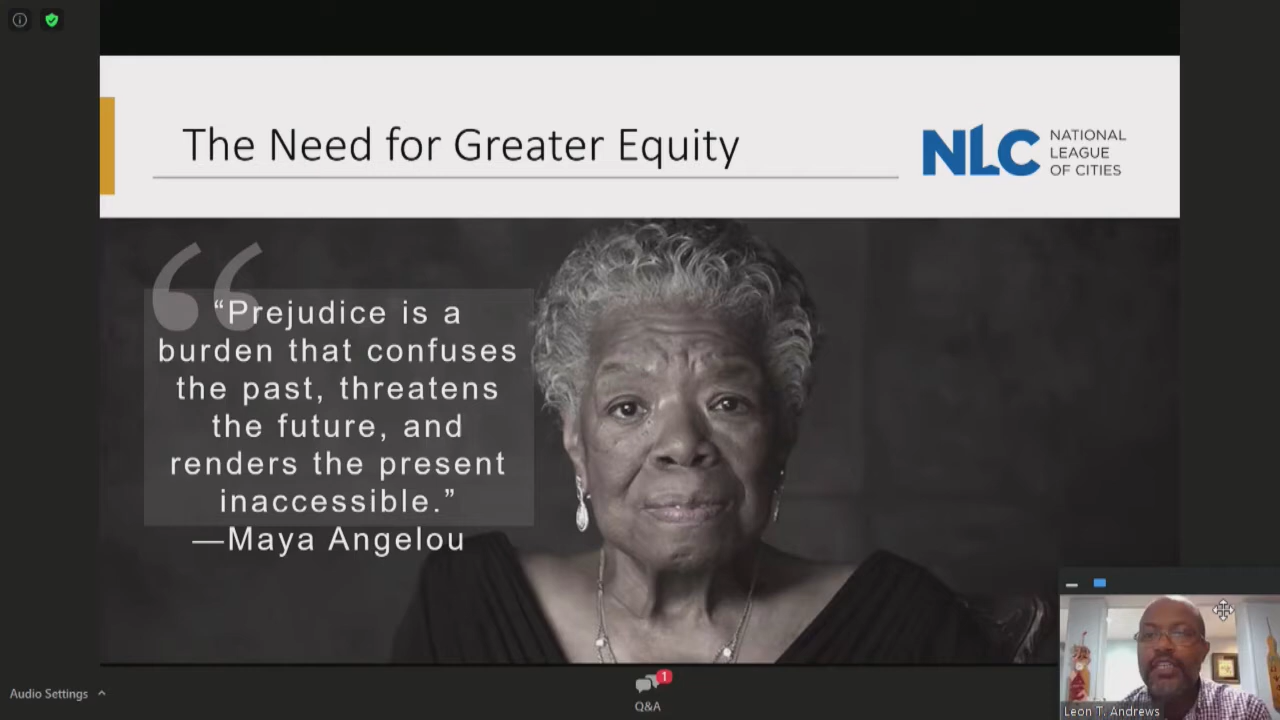 The Need for Greater Equity
NLC
NATIONAL
LEAGUE
OF CITIES
“Prejudice is a
burden that confuses
the past, threatens
the future, and
renders the present
inaccessible.”
—Maya Angelou
Leon T. Andrews
Audio Settings
1
Q&A